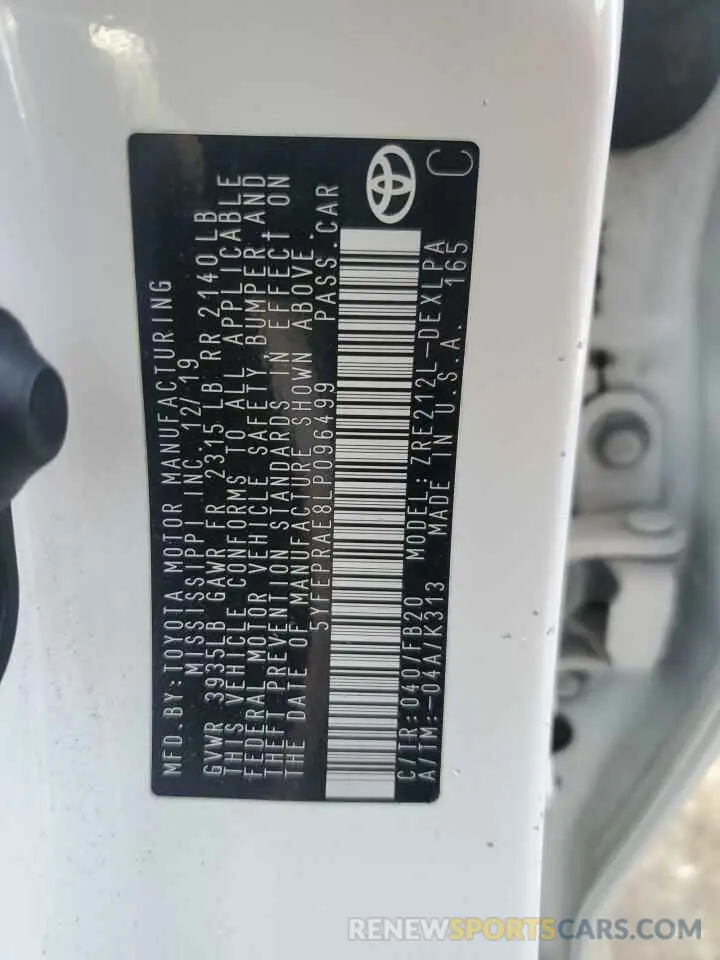 MFD.BY:TOYOTA MOTOR MANUFACTURING
MISSISSIPPI INC.12/19
GVWR 3935LB GAWR FR 2315 LB RR 2140 LB
THIS VEHICLE CONFORMS TO ALL APPLICABLE
FEDERAL MOTOR VEHICLE SAFETY BUMPER,AND
THEFT PREVENTION STANDARDS IN EFFECT ON
THE DATE OF MANUFACTURE SHOWN ABOVE.
5YFEPRAE8LP096499 PASS.CAR
C/TR:040/FB20 MODEL:ZRE212L-DEXLPA
A/TM:-04A/K313 MADE IN U.S.A. 165
C
RENEWSPORTSCARS.COM